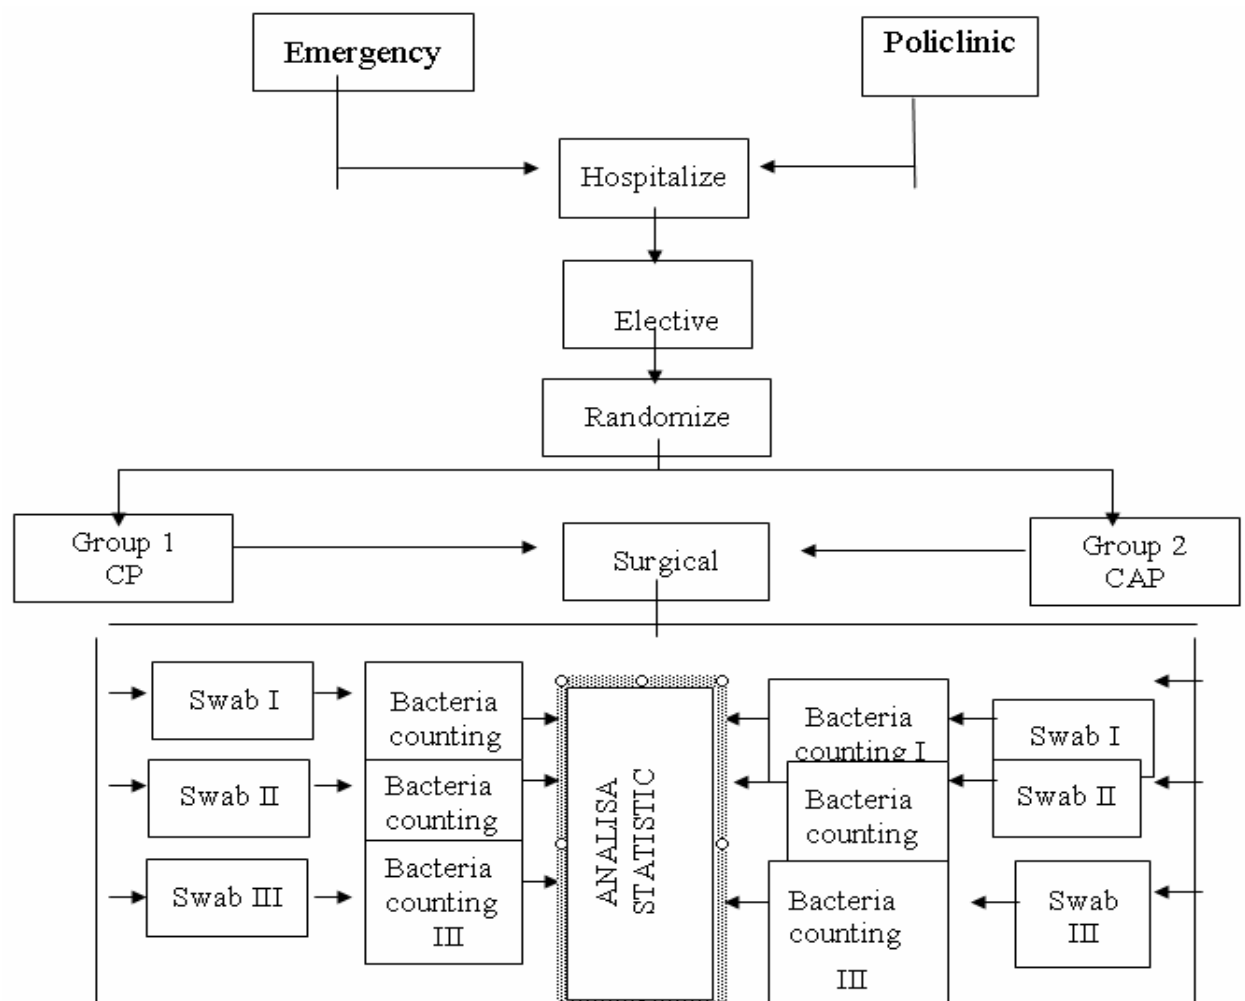 Emergency
Policlinic
Hospitalize
Elective
Randomize
Group 1
CP
Surgical
Group 2
CAP
Swab I
Bacteria
counting
Swab II
Bacteria
counting
Swab III
Bacteria
counting
III
ANALISA
STATISTIC
Bacteria
counting I
Swab I
Bacteria
counting
Swab II
Bacteria
counting
III
Swab
III